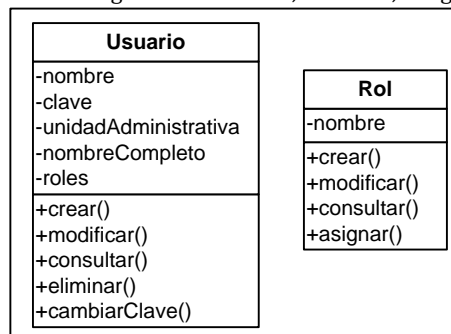 Usuario
-nombre
-clave
-unidadAdministrativa
-nombreCompleto
-roles
+crear()
+modificar()
+consultar()
+eliminar()
+cambiarClave()
Rol
-nombre
+crear()
+modificar()
+consultar()
+asignar()